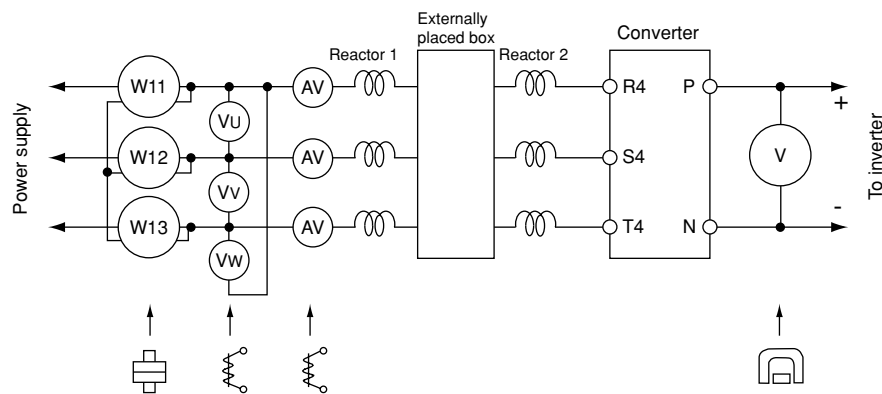 Externally
placed box
Converter
Reactor 1
Reactor 2
W11
AV
R4
P
+
VU
Power supply
W12
AV
S4
V
To inverter
VV
W13
AV
T4
N
-
VW